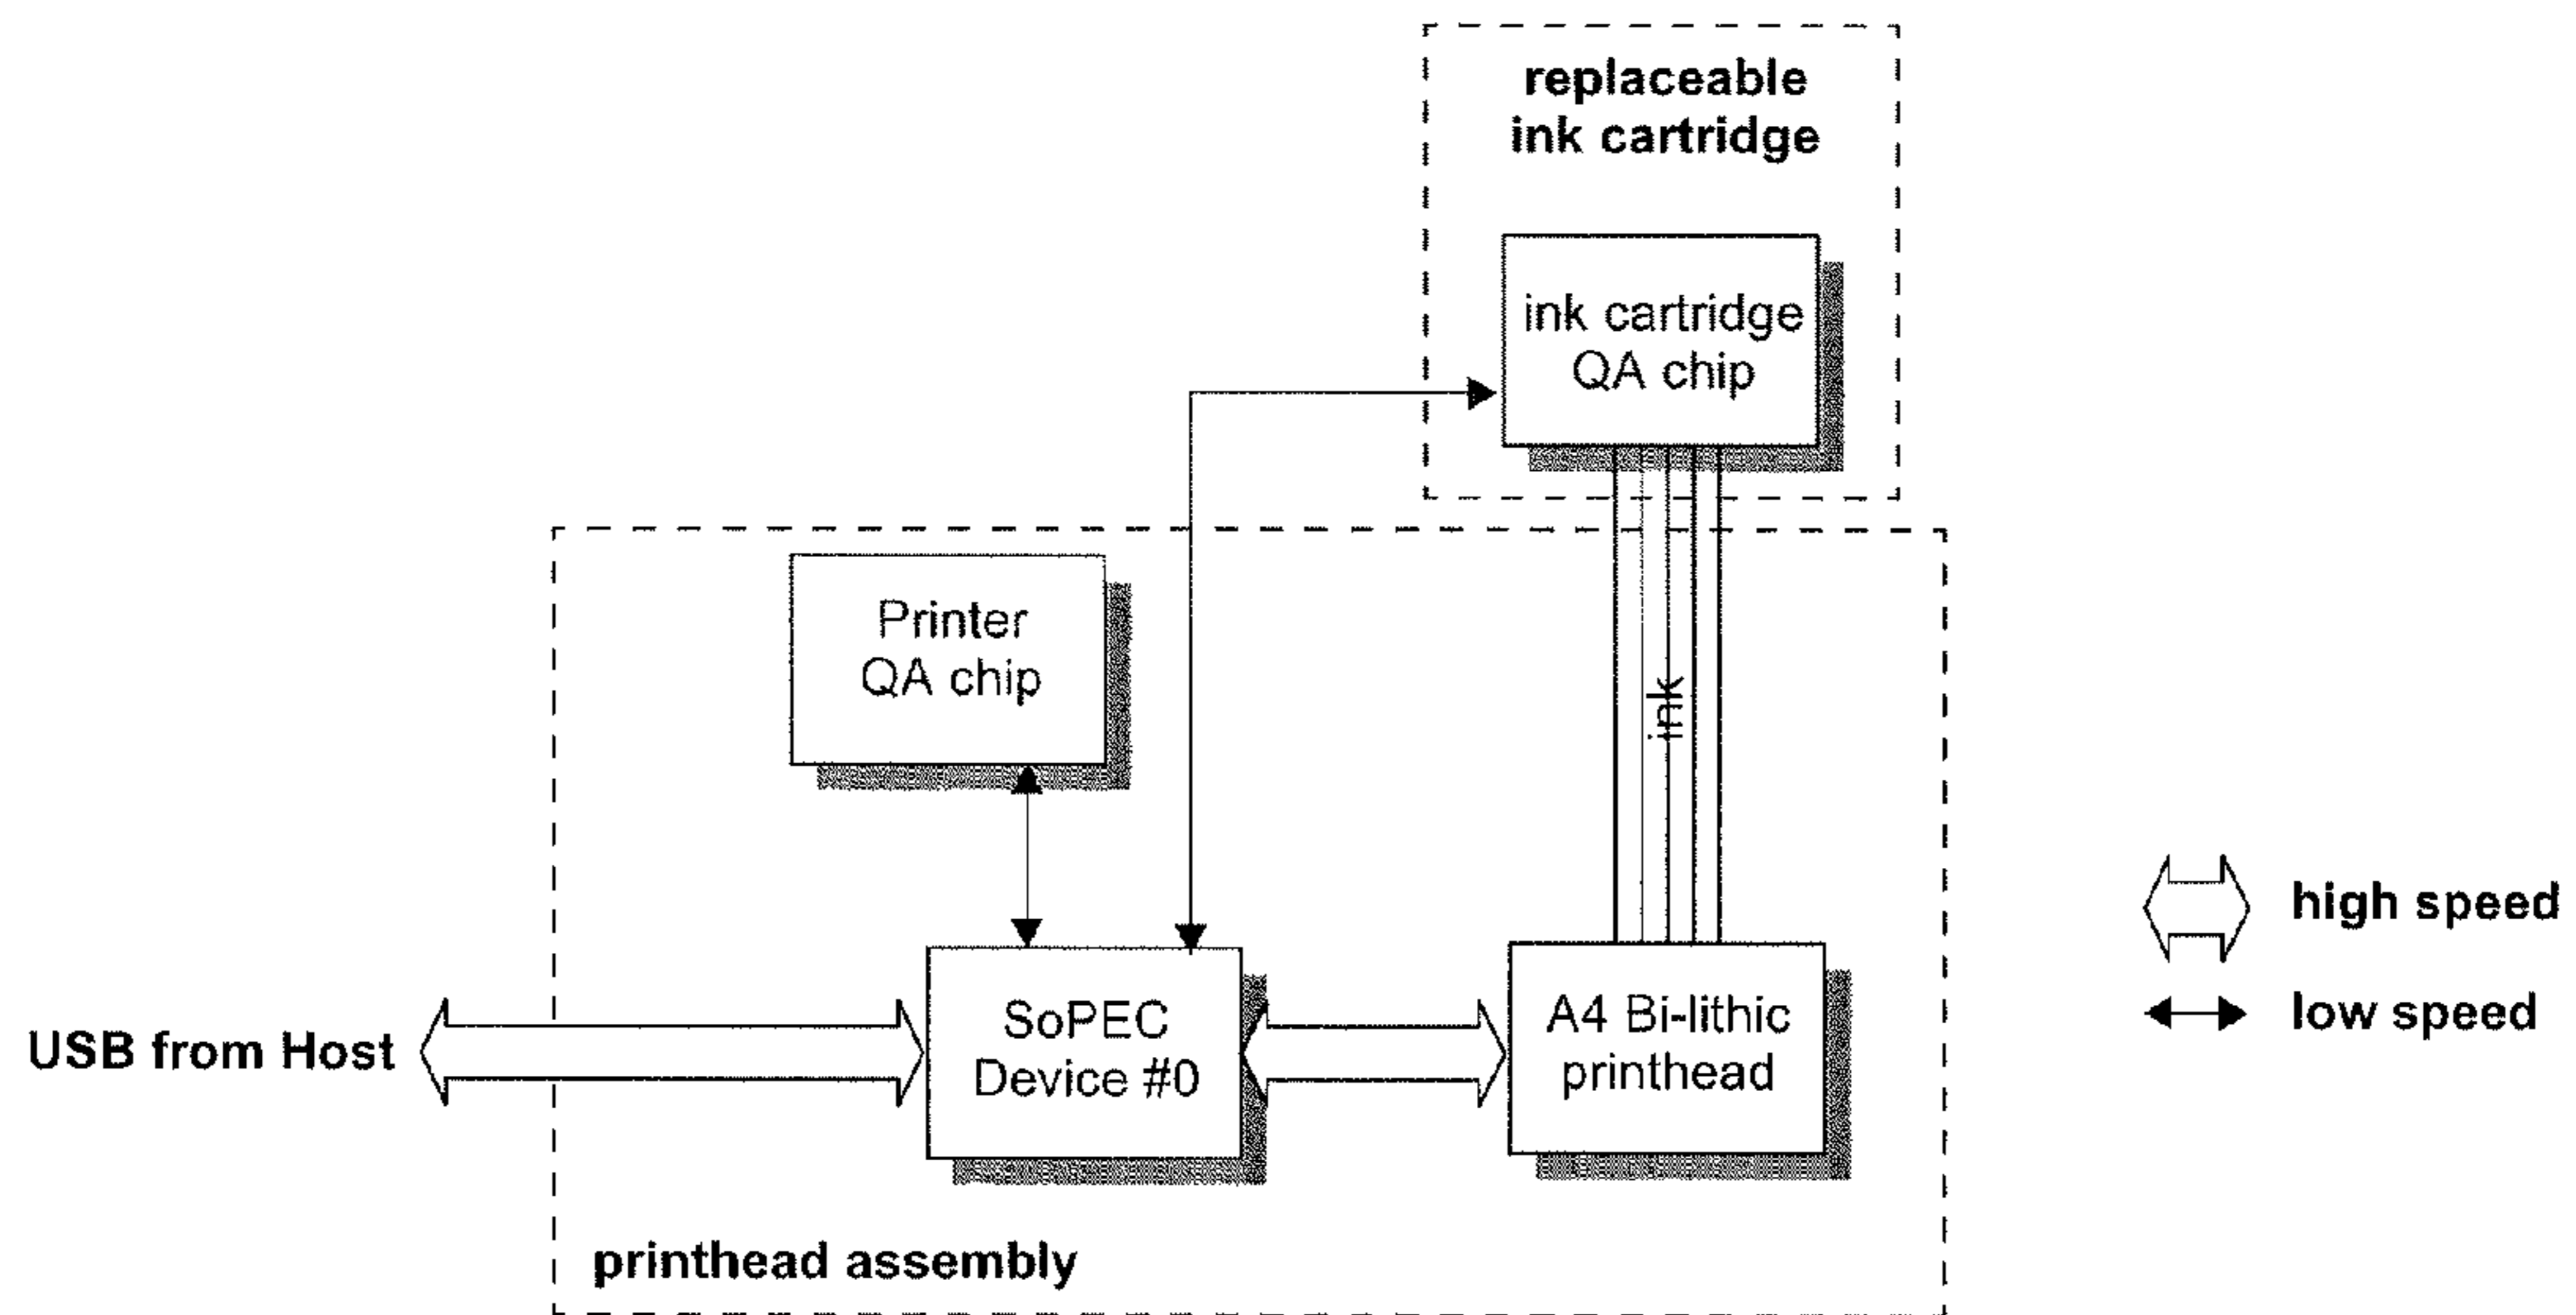 replaceable
ink cartridge
ink cartridge
QA chip
Printer
QA chip
ink
high speed
low speed
USB from Host
SoPEC
Device #0
A4 Bi-lithic
printhead
printhead assembly